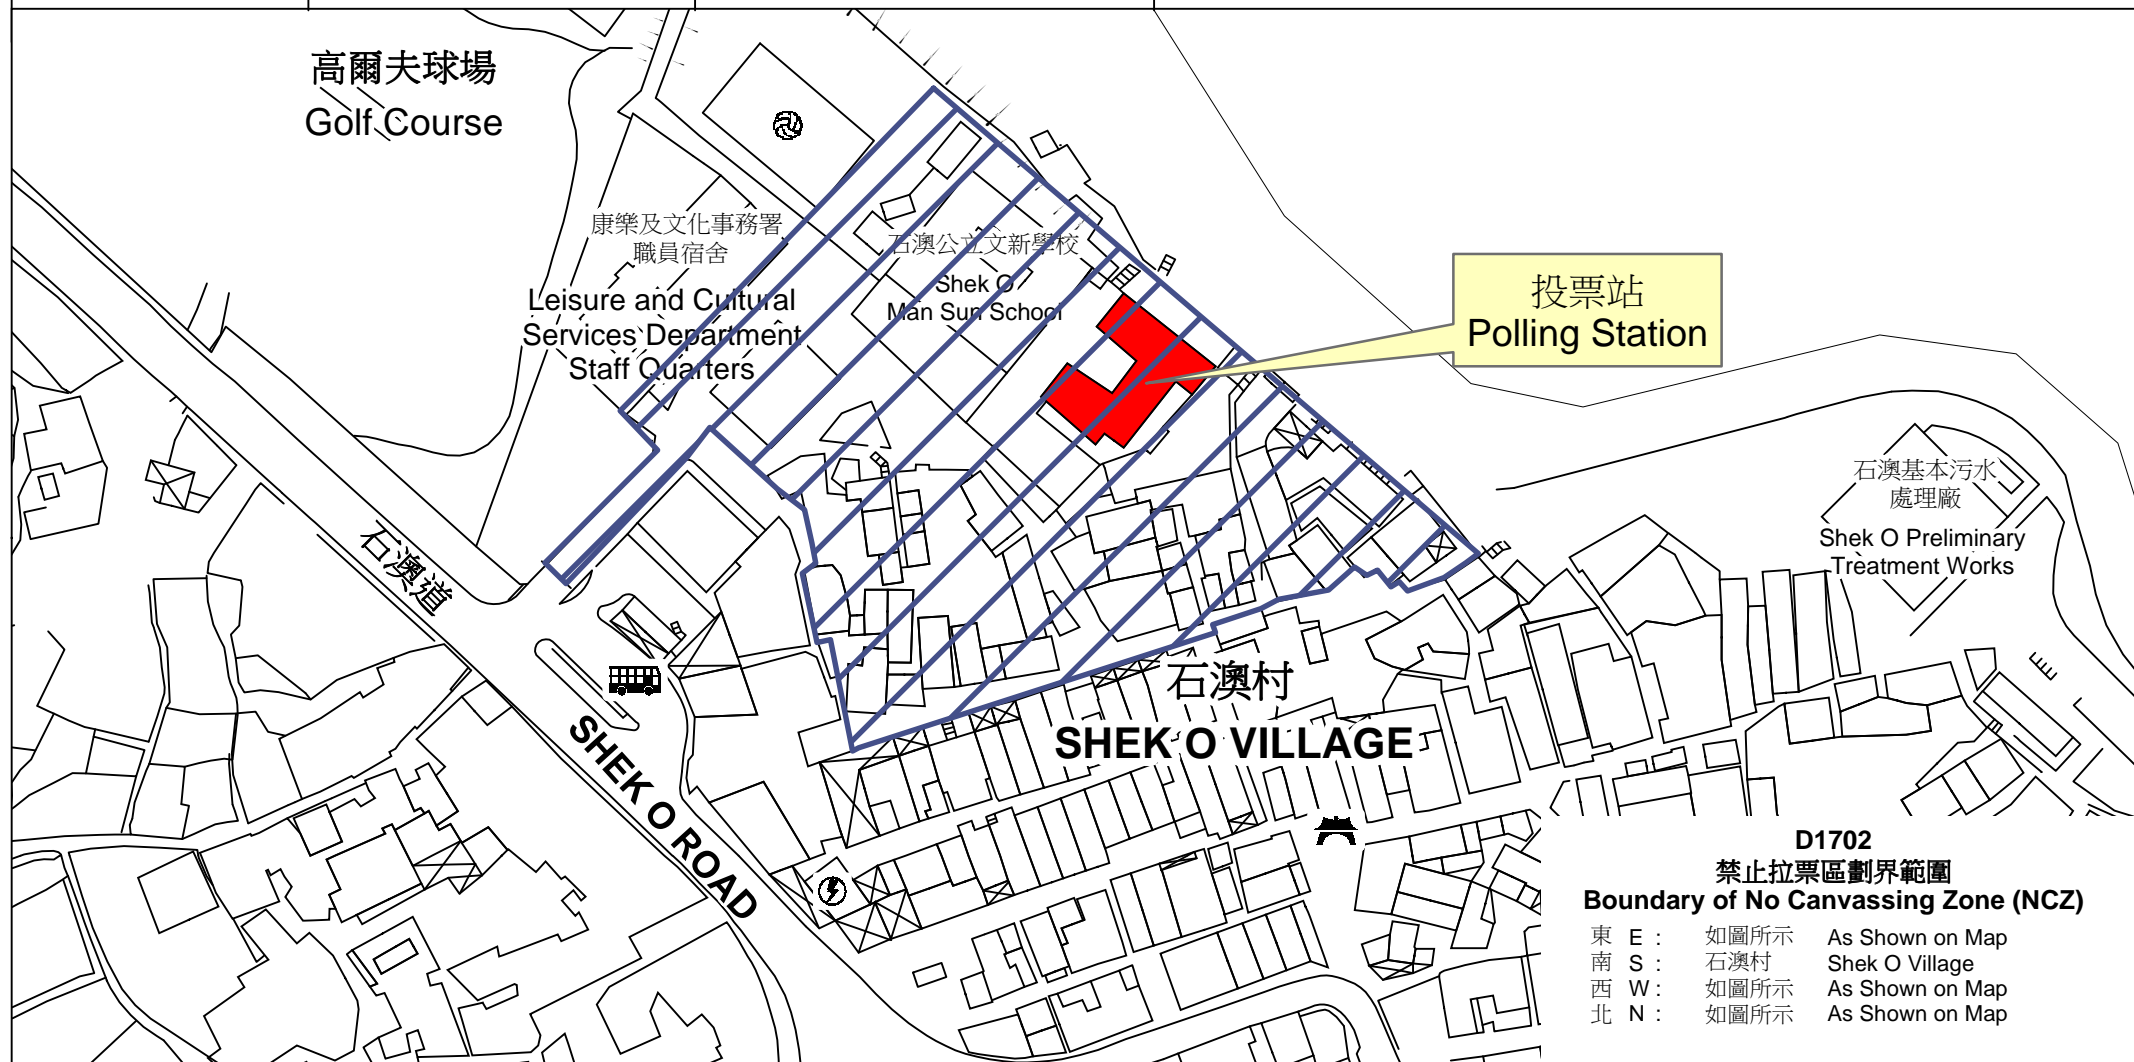 高爾夫球場
Golf Course
康樂及文化事務署
職員宿舍
Leisure and Cultural
Services Department
Staff Quarters
石澳公立文新學校
Shek O
Man Sun School
投票站
Polling Station
石澳基本污水
處理廠
Shek O Preliminary
Treatment Works
石澳道
SHEK O ROAD
石澳村
SHEK O VILLAGE
D1702
禁止拉票區劃界範圍
Boundary of No Canvassing Zone (NCZ)
東 E : 如圖所示 As Shown on Map
南 S : 石澳村 Shek O Village
西 W : 如圖所示 As Shown on Map
北 N : 如圖所示 As Shown on Map